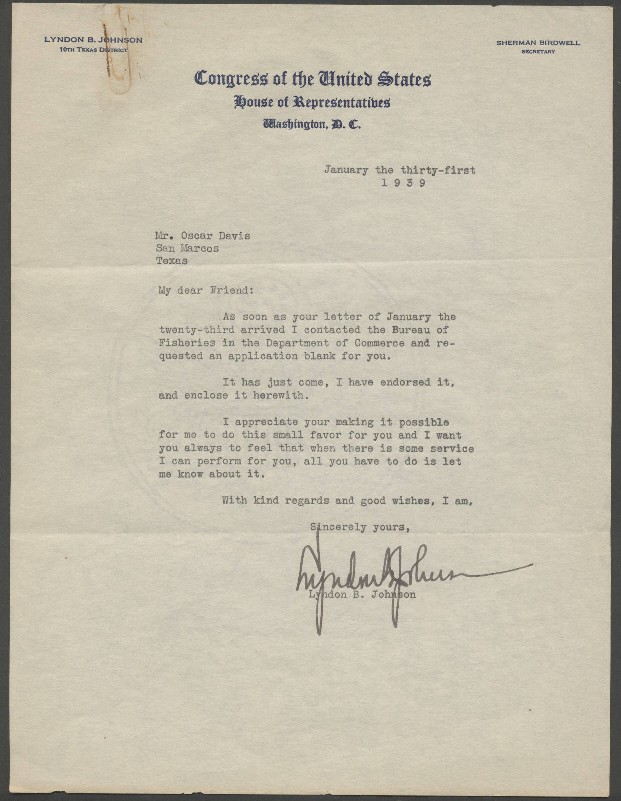 LYNDON B. JOHNSON
10TH TEXAS DISTRICT
SHERMAN BIRDWELL
SECRETARY
Congress of the United States
House of Representatives
Washington, D. C.
January the thirty-first
1 9 3 9
Mr. Oscar Davis
San Marcos
Texas
My dear Friend:
As soon as your letter of January the
twenty-third arrived I contacted the Bureau of
Fisheries in the Department of Commerce and re-
quested an application blank for you.
It has just come, I have endorsed it,
and enclose it herewith.
I appreciate your making it possible
for me to do this small favor for you and I want
you always to feel that when there is some service
I can perform for you, all you have to do is let
me know about it.
With kind regards and good wishes, I am,
Sincerely yours,
Lyndon B Johnson
Lyndon B. Johnson